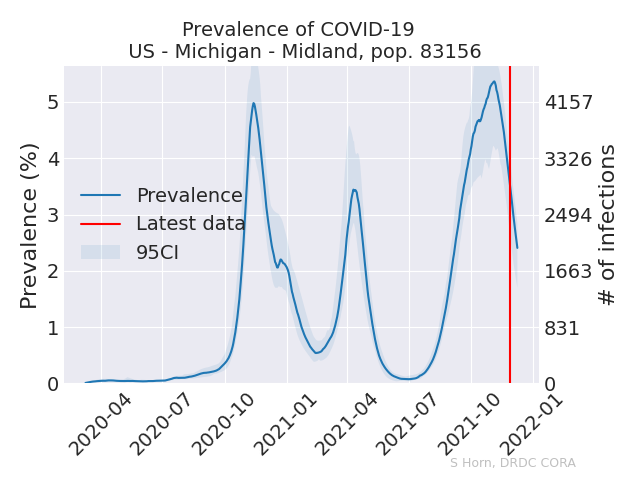 Prevalence of COVID-19
US - Michigan - Midland, pop. 83156
Prevalence (%)
5
4
3
2
1
0
Prevalence
Latest data
95CI
4157
3326
2494
1663
831
0
# of infections
2020-04
2020-07
2020-10
2021-01
2021-04
2021-07
2021-10
2022-01
S Horn, DRDC CORA